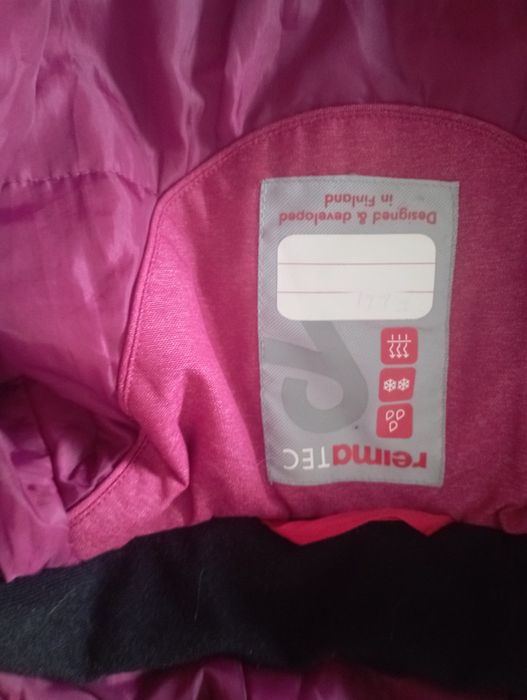 reimaTEC
Designed & developed
in Finland